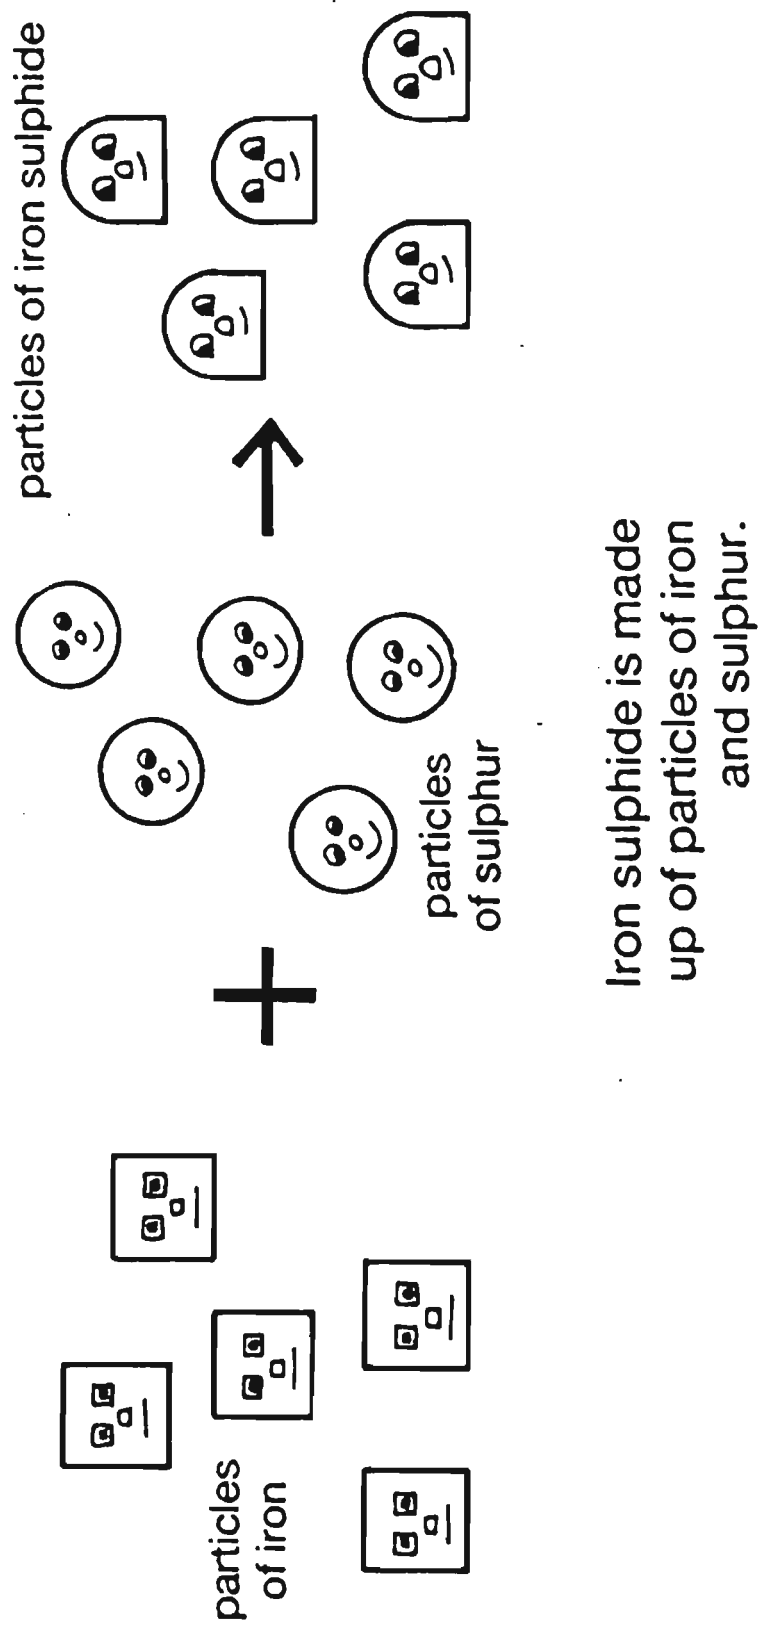 particles
of iron
particles
of sulphur
particles of iron sulphide
Iron sulphide is made
up of particles of iron
and sulphur.